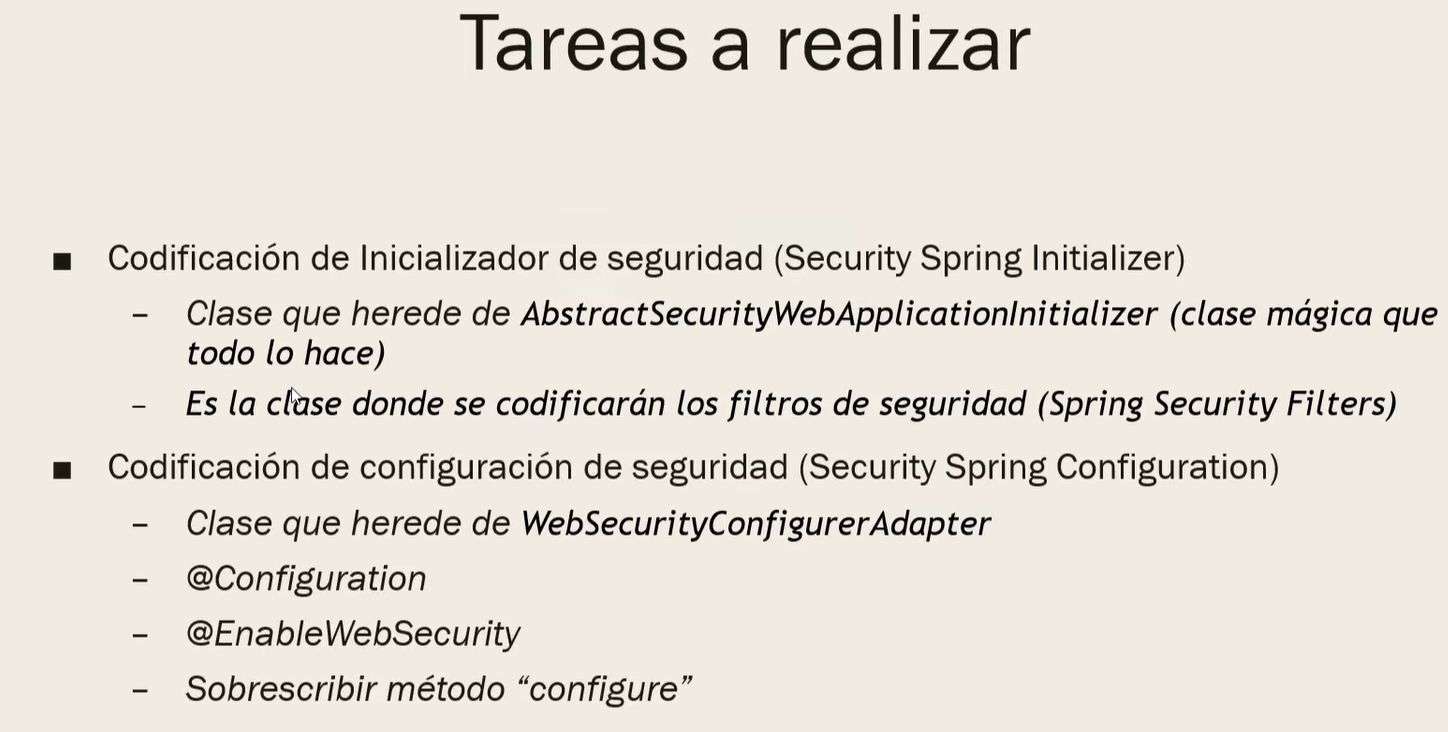 Tareas a realizar
■ Codificación de Inicializador de seguridad (Security Spring Initializer)
– Clase que herede de AbstractSecurityWebApplicationInitializer (clase mágica que
todo lo hace)
– Es la clase donde se codificarán los filtros de seguridad (Spring Security Filters)
■ Codificación de configuración de seguridad (Security Spring Configuration)
– Clase que herede de WebSecurityConfigurerAdapter
– @Configuration
– @EnableWebSecurity
– Sobrescribir método “configure”